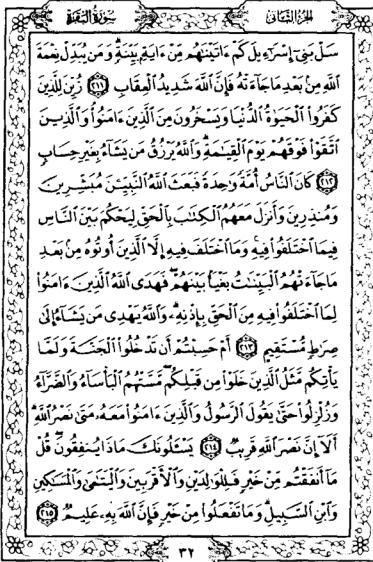 الجزء الثاني
سورة البقرة
سَلْ بَنِىٓ إِسْرَٰٓءِيلَ كَمْ ءَاتَيْنَٰهُم مِّنْ ءَايَةٍۭ بَيِّنَةٍ ۗ وَمَن يُبَدِّلْ نِعْمَةَ
ٱللَّهِ مِنۢ بَعْدِ مَا جَآءَتْهُ فَإِنَّ ٱللَّهَ شَدِيدُ ٱلْعِقَابِ ٢١١ زُيِّنَ لِلَّذِينَ
كَفَرُوا۟ ٱلْحَيَوٰةُ ٱلدُّنْيَا وَيَسْخَرُونَ مِنَ ٱلَّذِينَ ءَامَنُوا۟ ۘ وَٱلَّذِينَ
ٱتَّقَوْا۟ فَوْقَهُمْ يَوْمَ ٱلْقِيَٰمَةِ ۗ وَٱللَّهُ يَرْزُقُ مَن يَشَآءُ بِغَيْرِ حِسَابٍ
٢١٢ كَانَ ٱلنَّاسُ أُمَّةً وَٰحِدَةً فَبَعَثَ ٱللَّهُ ٱلنَّبِيِّـۧنَ مُبَشِّرِينَ
وَمُنذِرِينَ وَأَنزَلَ مَعَهُمُ ٱلْكِتَٰبَ بِٱلْحَقِّ لِيَحْكُمَ بَيْنَ ٱلنَّاسِ
فِيمَا ٱخْتَلَفُوا۟ فِيهِ ۚ وَمَا ٱخْتَلَفَ فِيهِ إِلَّا ٱلَّذِينَ أُوتُوهُ مِنۢ بَعْدِ
مَا جَآءَتْهُمُ ٱلْبَيِّنَٰتُ بَغْيًۢا بَيْنَهُمْ ۖ فَهَدَى ٱللَّهُ ٱلَّذِينَ ءَامَنُوا۟
لِمَا ٱخْتَلَفُوا۟ فِيهِ مِنَ ٱلْحَقِّ بِإِذْنِهِۦ ۗ وَٱللَّهُ يَهْدِى مَن يَشَآءُ إِلَىٰ
صِرَٰطٍ مُّسْتَقِيمٍ ٢١٣ أَمْ حَسِبْتُمْ أَن تَدْخُلُوا۟ ٱلْجَنَّةَ وَلَمَّا
يَأْتِكُم مَّثَلُ ٱلَّذِينَ خَلَوْا۟ مِن قَبْلِكُم ۖ مَّسَّتْهُمُ ٱلْبَأْسَآءُ وَٱلضَّرَّآءُ
وَزُلْزِلُوا۟ حَتَّىٰ يَقُولَ ٱلرَّسُولُ وَٱلَّذِينَ ءَامَنُوا۟ مَعَهُۥ مَتَىٰ نَصْرُ ٱللَّهِ ۗ
أَلَآ إِنَّ نَصْرَ ٱللَّهِ قَرِيبٌ ٢١٤ يَسْـَٔلُونَكَ مَاذَا يُنفِقُونَ ۖ قُلْ
مَآ أَنفَقْتُم مِّنْ خَيْرٍ فَلِلْوَٰلِدَيْنِ وَٱلْأَقْرَبِينَ وَٱلْيَتَٰمَىٰ وَٱلْمَسَٰكِينِ
وَٱبْنِ ٱلسَّبِيلِ ۗ وَمَا تَفْعَلُوا۟ مِنْ خَيْرٍ فَإِنَّ ٱللَّهَ بِهِۦ عَلِيمٌ ٢١٥
٣٢